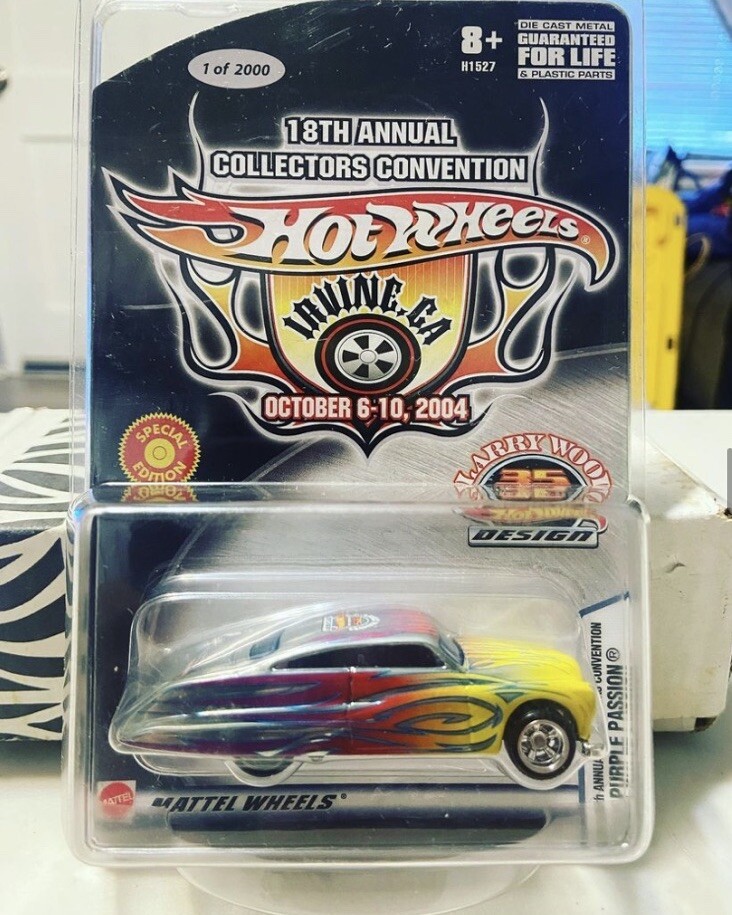 1 of 2000
8+
H1527
DIE CAST METAL
GUARANTEED
FOR LIFE
& PLASTIC PARTS
18TH ANNUAL
COLLECTORS CONVENTION
HOT WHEELS®
IRVINE, CA
OCTOBER 6-10, 2004
SPECIAL
EDITION
LARRY WOOD
35
DESIGN
CONVENTION
PURPLE PASSION®
MATTEL
MATTEL WHEELS®